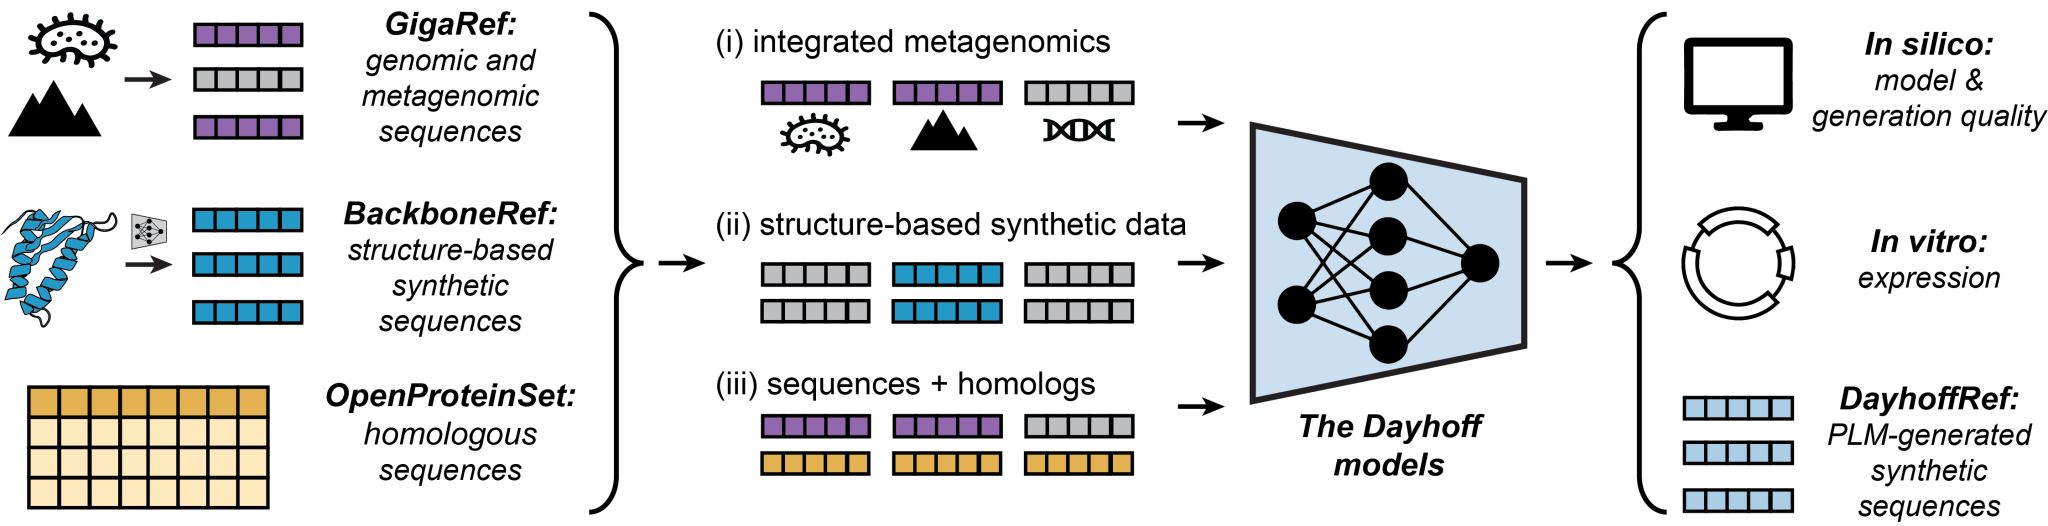 GigaRef:
genomic and
metagenomic
sequences
BackboneRef:
structure-based
synthetic
sequences
OpenProteinSet:
homologous
sequences
(i) integrated metagenomics
(ii) structure-based synthetic data
(iii) sequences + homologs
The Dayhoff
models
In silico:
model &
generation quality
In vitro:
expression
DayhoffRef:
PLM-generated
synthetic
sequences